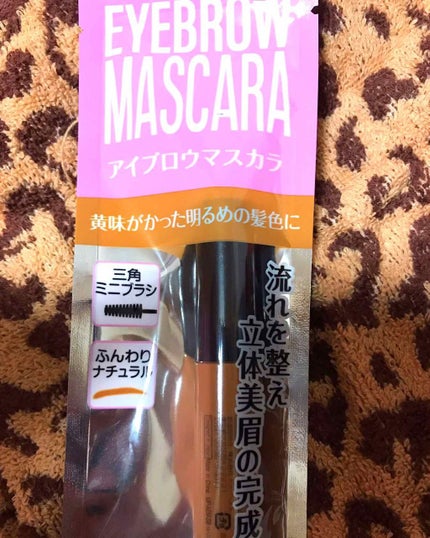 EYEBROW
MASCARA
アイブロウマスカラ
黄味がかった明るめの髪色に
三角
ミニブラシ
ふんわり
ナチュラル
流れを整え
立体美眉の完成